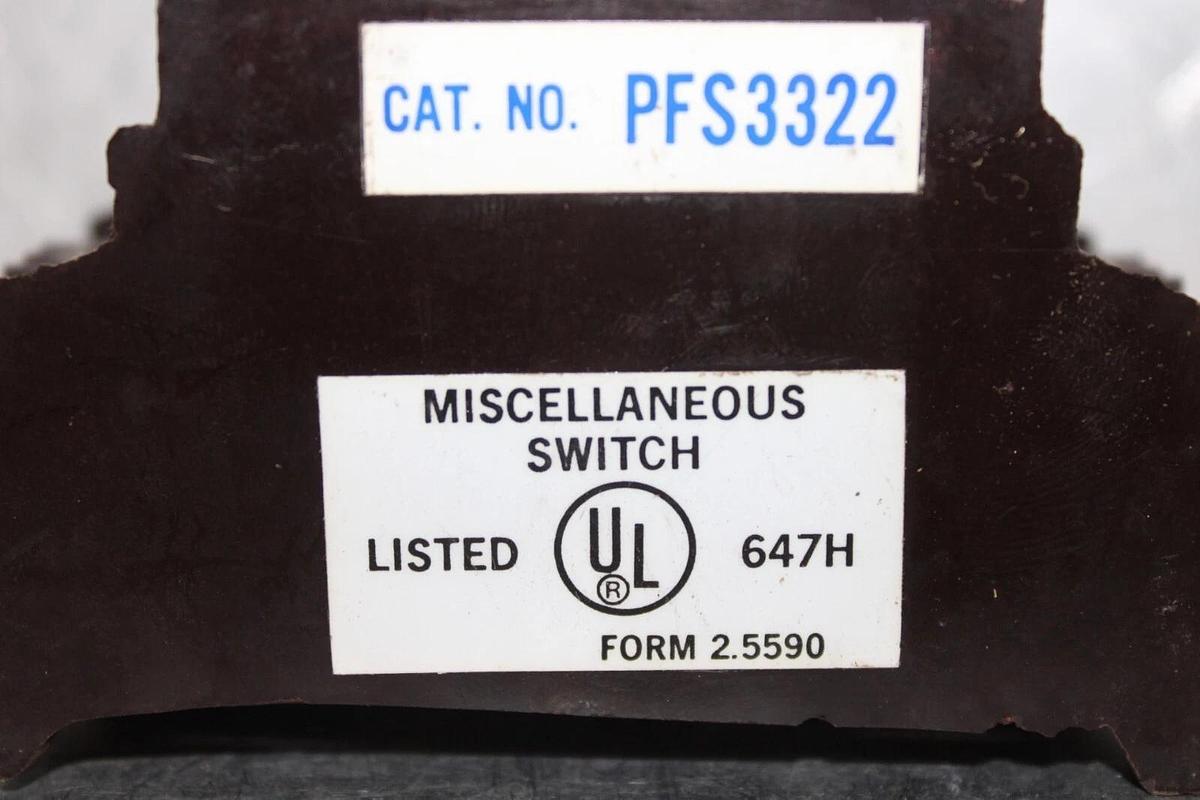 CAT. NO. PFS3322
MISCELLANEOUS
SWITCH
LISTED UL ® 647H
FORM 2.5590